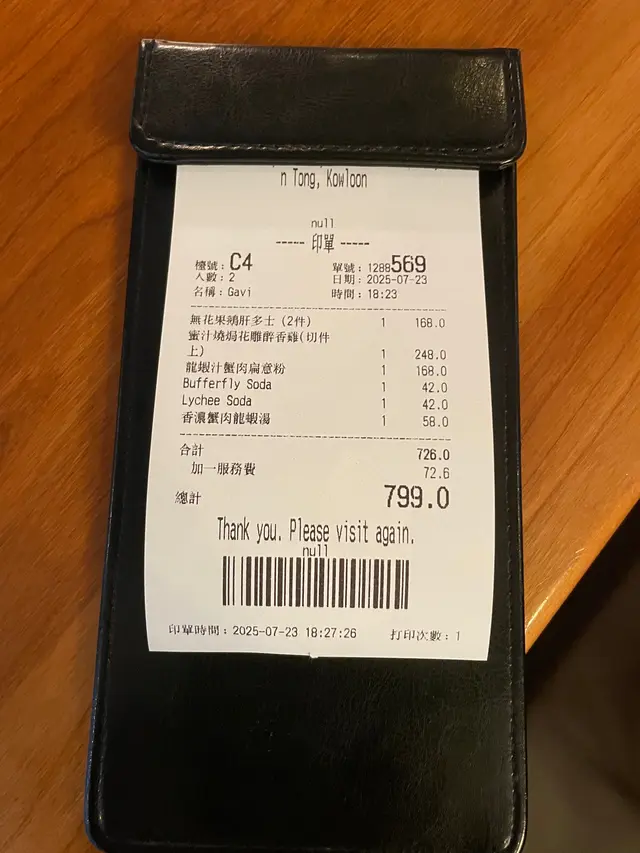 n Tong, Kowloon
null
----- 印單 -----
檯號：C4 單號：1288569
人數：2 日期：2025-07-23
名稱：Gavi 時間：18:23
無花果鵝肝多士 (2件) 1 168.0
蜜汁燒焗花雕醉香雞(切件
上) 1 248.0
龍蝦汁蟹肉扁意粉 1 168.0
Bufferfly Soda 1 42.0
Lychee Soda 1 42.0
香濃蟹肉龍蝦湯 1 58.0
合計 726.0
加一服務費 72.6
總計 799.0
Thank you. Please visit again.
null
印單時間：2025-07-23 18:27:26 打印次數：1